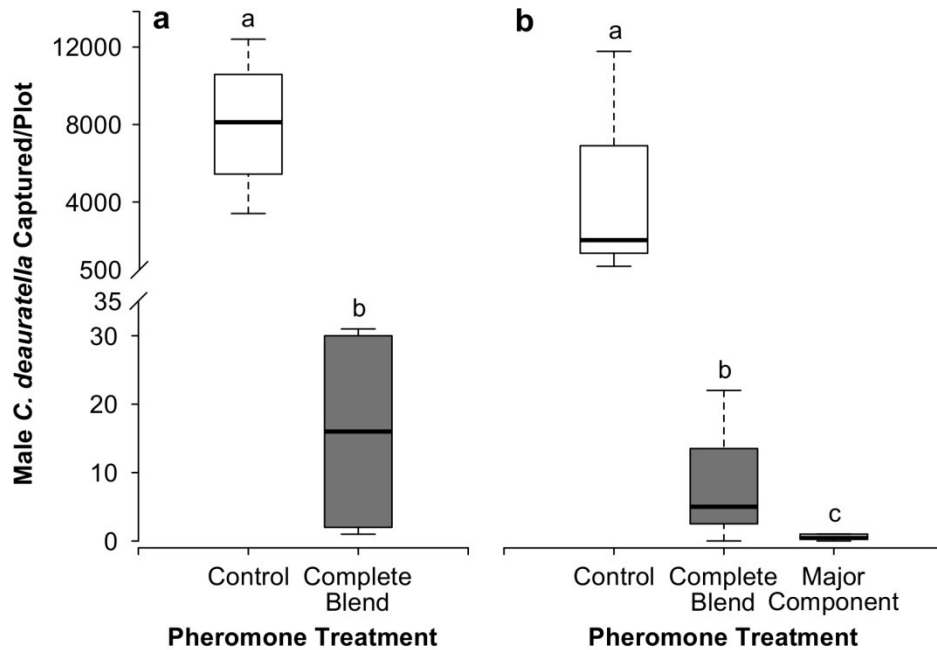 Male C. deauratella Captured/Plot
12000
8000
4000
500
35
30
20
10
0
a
a
b
Control
Complete
Blend
Pheromone Treatment
b
a
b
c
Control
Complete
Blend
Major
Component
Pheromone Treatment